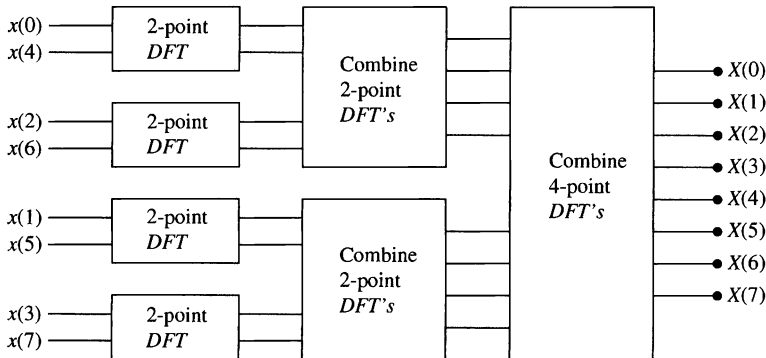 x(0)
x(4)
2-point
DFT
x(2)
x(6)
2-point
DFT
Combine
2-point
DFT's
x(1)
x(5)
2-point
DFT
x(3)
x(7)
2-point
DFT
Combine
2-point
DFT's
Combine
4-point
DFT's
X(0)
X(1)
X(2)
X(3)
X(4)
X(5)
X(6)
X(7)